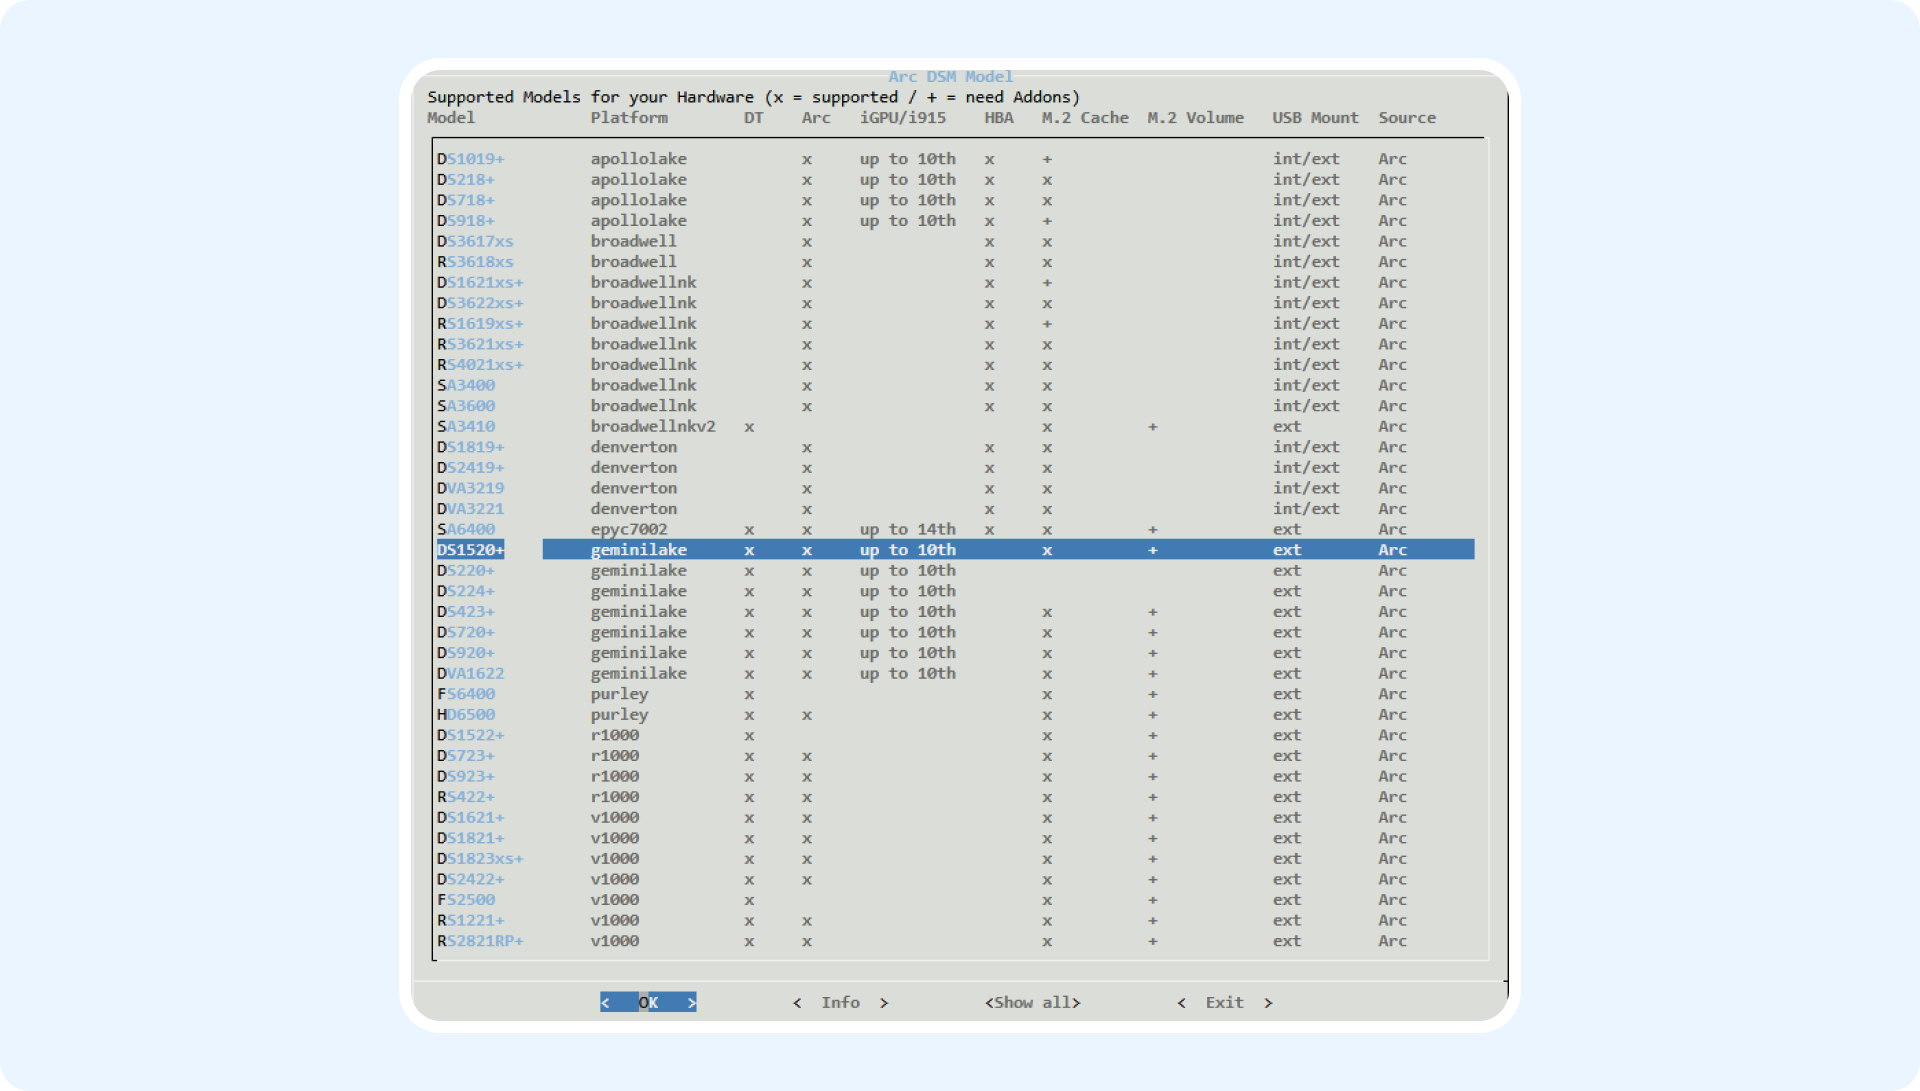 Arc DSM Model
Supported Models for your Hardware (x = supported / + = need Addons)
Model Platform DT Arc iGPU/i915 HBA M.2 Cache M.2 Volume USB Mount Source
DS1019+ apollolake x up to 10th x + int/ext Arc
DS218+ apollolake x up to 10th x x int/ext Arc
DS718+ apollolake x up to 10th x x int/ext Arc
DS918+ apollolake x up to 10th x + int/ext Arc
DS3617xs broadwell x x x int/ext Arc
RS3618xs broadwell x x x int/ext Arc
DS1621xs+ broadwellnk x x + int/ext Arc
DS3622xs+ broadwellnk x x x int/ext Arc
RS1619xs+ broadwellnk x x + int/ext Arc
RS3621xs+ broadwellnk x x x int/ext Arc
RS4021xs+ broadwellnk x x x int/ext Arc
SA3400 broadwellnk x x x int/ext Arc
SA3600 broadwellnk x x x int/ext Arc
SA3410 broadwellnkv2 x x + ext Arc
DS1819+ denverton x x x int/ext Arc
DS2419+ denverton x x x int/ext Arc
DVA3219 denverton x x x int/ext Arc
DVA3221 denverton x x x int/ext Arc
SA6400 epyc7002 x x up to 14th x x + ext Arc
DS1520+ geminilake x x up to 10th x + ext Arc
DS220+ geminilake x x up to 10th ext Arc
DS224+ geminilake x x up to 10th ext Arc
DS423+ geminilake x x up to 10th x + ext Arc
DS720+ geminilake x x up to 10th x + ext Arc
DS920+ geminilake x x up to 10th x + ext Arc
DVA1622 geminilake x x up to 10th x + ext Arc
FS6400 purley x x + ext Arc
HD6500 purley x x x + ext Arc
DS1522+ r1000 x x + ext Arc
DS723+ r1000 x x x + ext Arc
DS923+ r1000 x x x + ext Arc
RS422+ r1000 x x x + ext Arc
DS1621+ v1000 x x x + ext Arc
DS1821+ v1000 x x x + ext Arc
DS1823xs+ v1000 x x x + ext Arc
DS2422+ v1000 x x x + ext Arc
FS2500 v1000 x x + ext Arc
RS1221+ v1000 x x x + ext Arc
RS2821RP+ v1000 x x x + ext Arc
< OK > < Info > <Show all> < Exit >